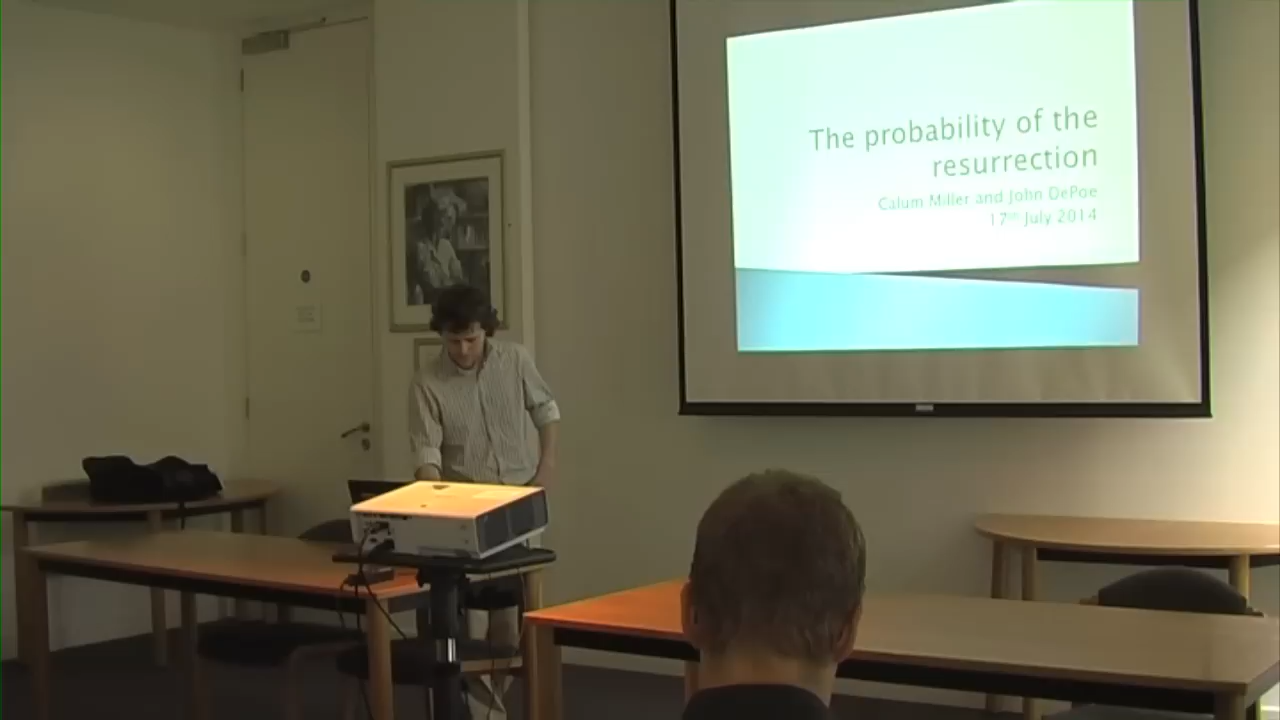 The probability of the
resurrection
Calum Miller and John DePoe
17th July 2014